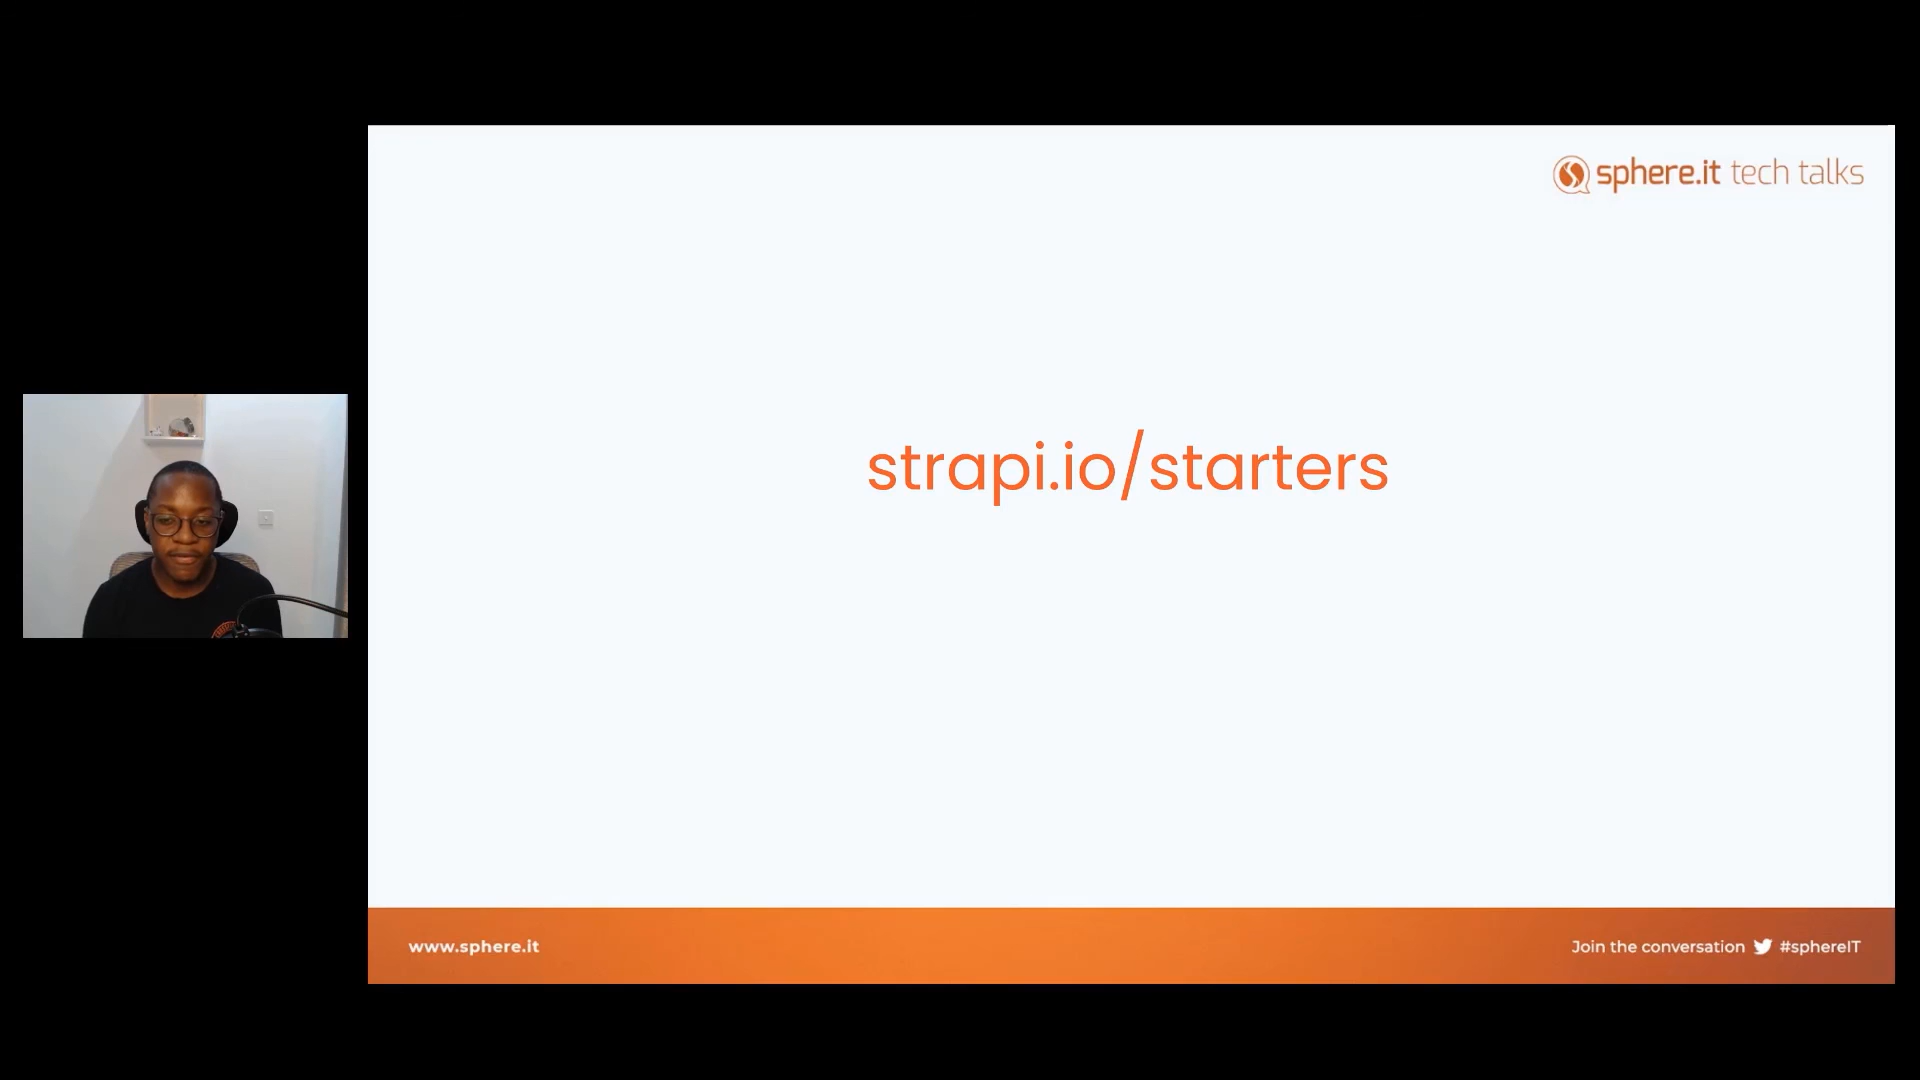 sphere.it tech talks
strapi.io/starters
www.sphere.it
Join the conversation #sphereIT